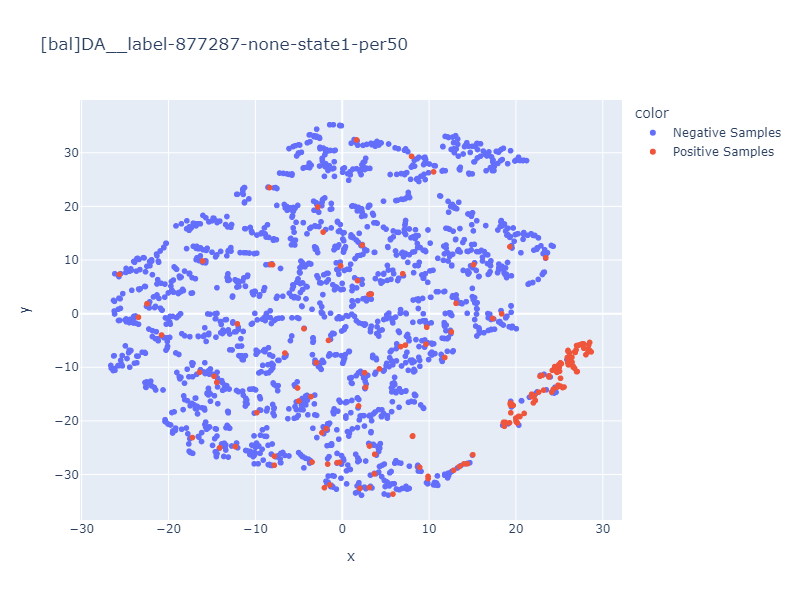 [bal]DA__label-877287-none-state1-per50
color
Negative Samples
Positive Samples
30
20
10
0
−10
−20
−30
−30
−20
−10
0
10
20
30
x
y